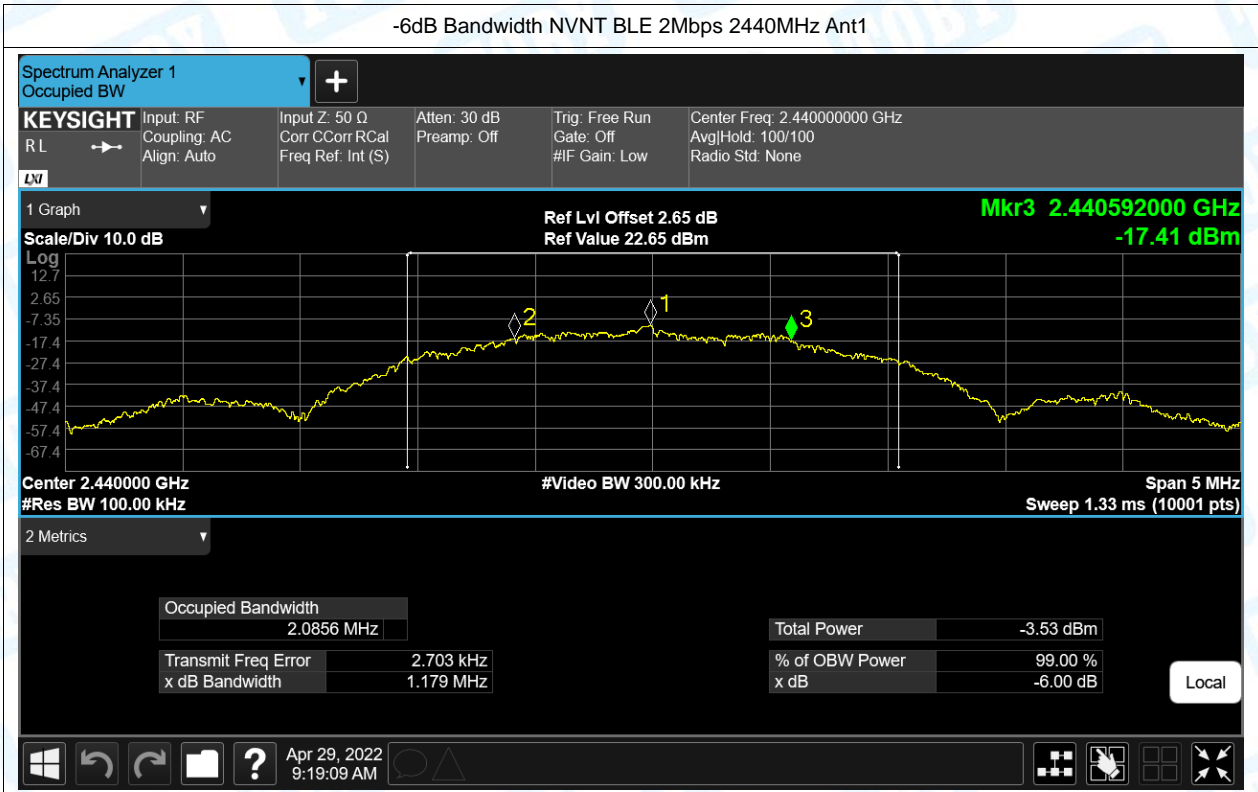 -6dB Bandwidth NVNT BLE 2Mbps 2440MHz Ant1
Spectrum Analyzer 1
Occupied BW
KEYSIGHT
RL
LXI
Input: RF
Coupling: AC
Align: Auto
Input Z: 50 Ω
Corr CCorr RCal
Freq Ref: Int (S)
Atten: 30 dB
Preamp: Off
Trig: Free Run
Gate: Off
#IF Gain: Low
Center Freq: 2.440000000 GHz
Avg|Hold: 100/100
Radio Std: None
1 Graph
Scale/Div 10.0 dB
Ref Lvl Offset 2.65 dB
Ref Value 22.65 dBm
Mkr3 2.440592000 GHz
-17.41 dBm
Log
12.7
2.65
-7.35
-17.4
-27.4
-37.4
-47.4
-57.4
-67.4
2
1
3
Center 2.440000 GHz
#Res BW 100.00 kHz
#Video BW 300.00 kHz
Span 5 MHz
Sweep 1.33 ms (10001 pts)
2 Metrics
Occupied Bandwidth
2.0856 MHz
Transmit Freq Error 2.703 kHz
x dB Bandwidth 1.179 MHz
Total Power -3.53 dBm
% of OBW Power 99.00 %
x dB -6.00 dB
Local
?
Apr 29, 2022
9:19:09 AM